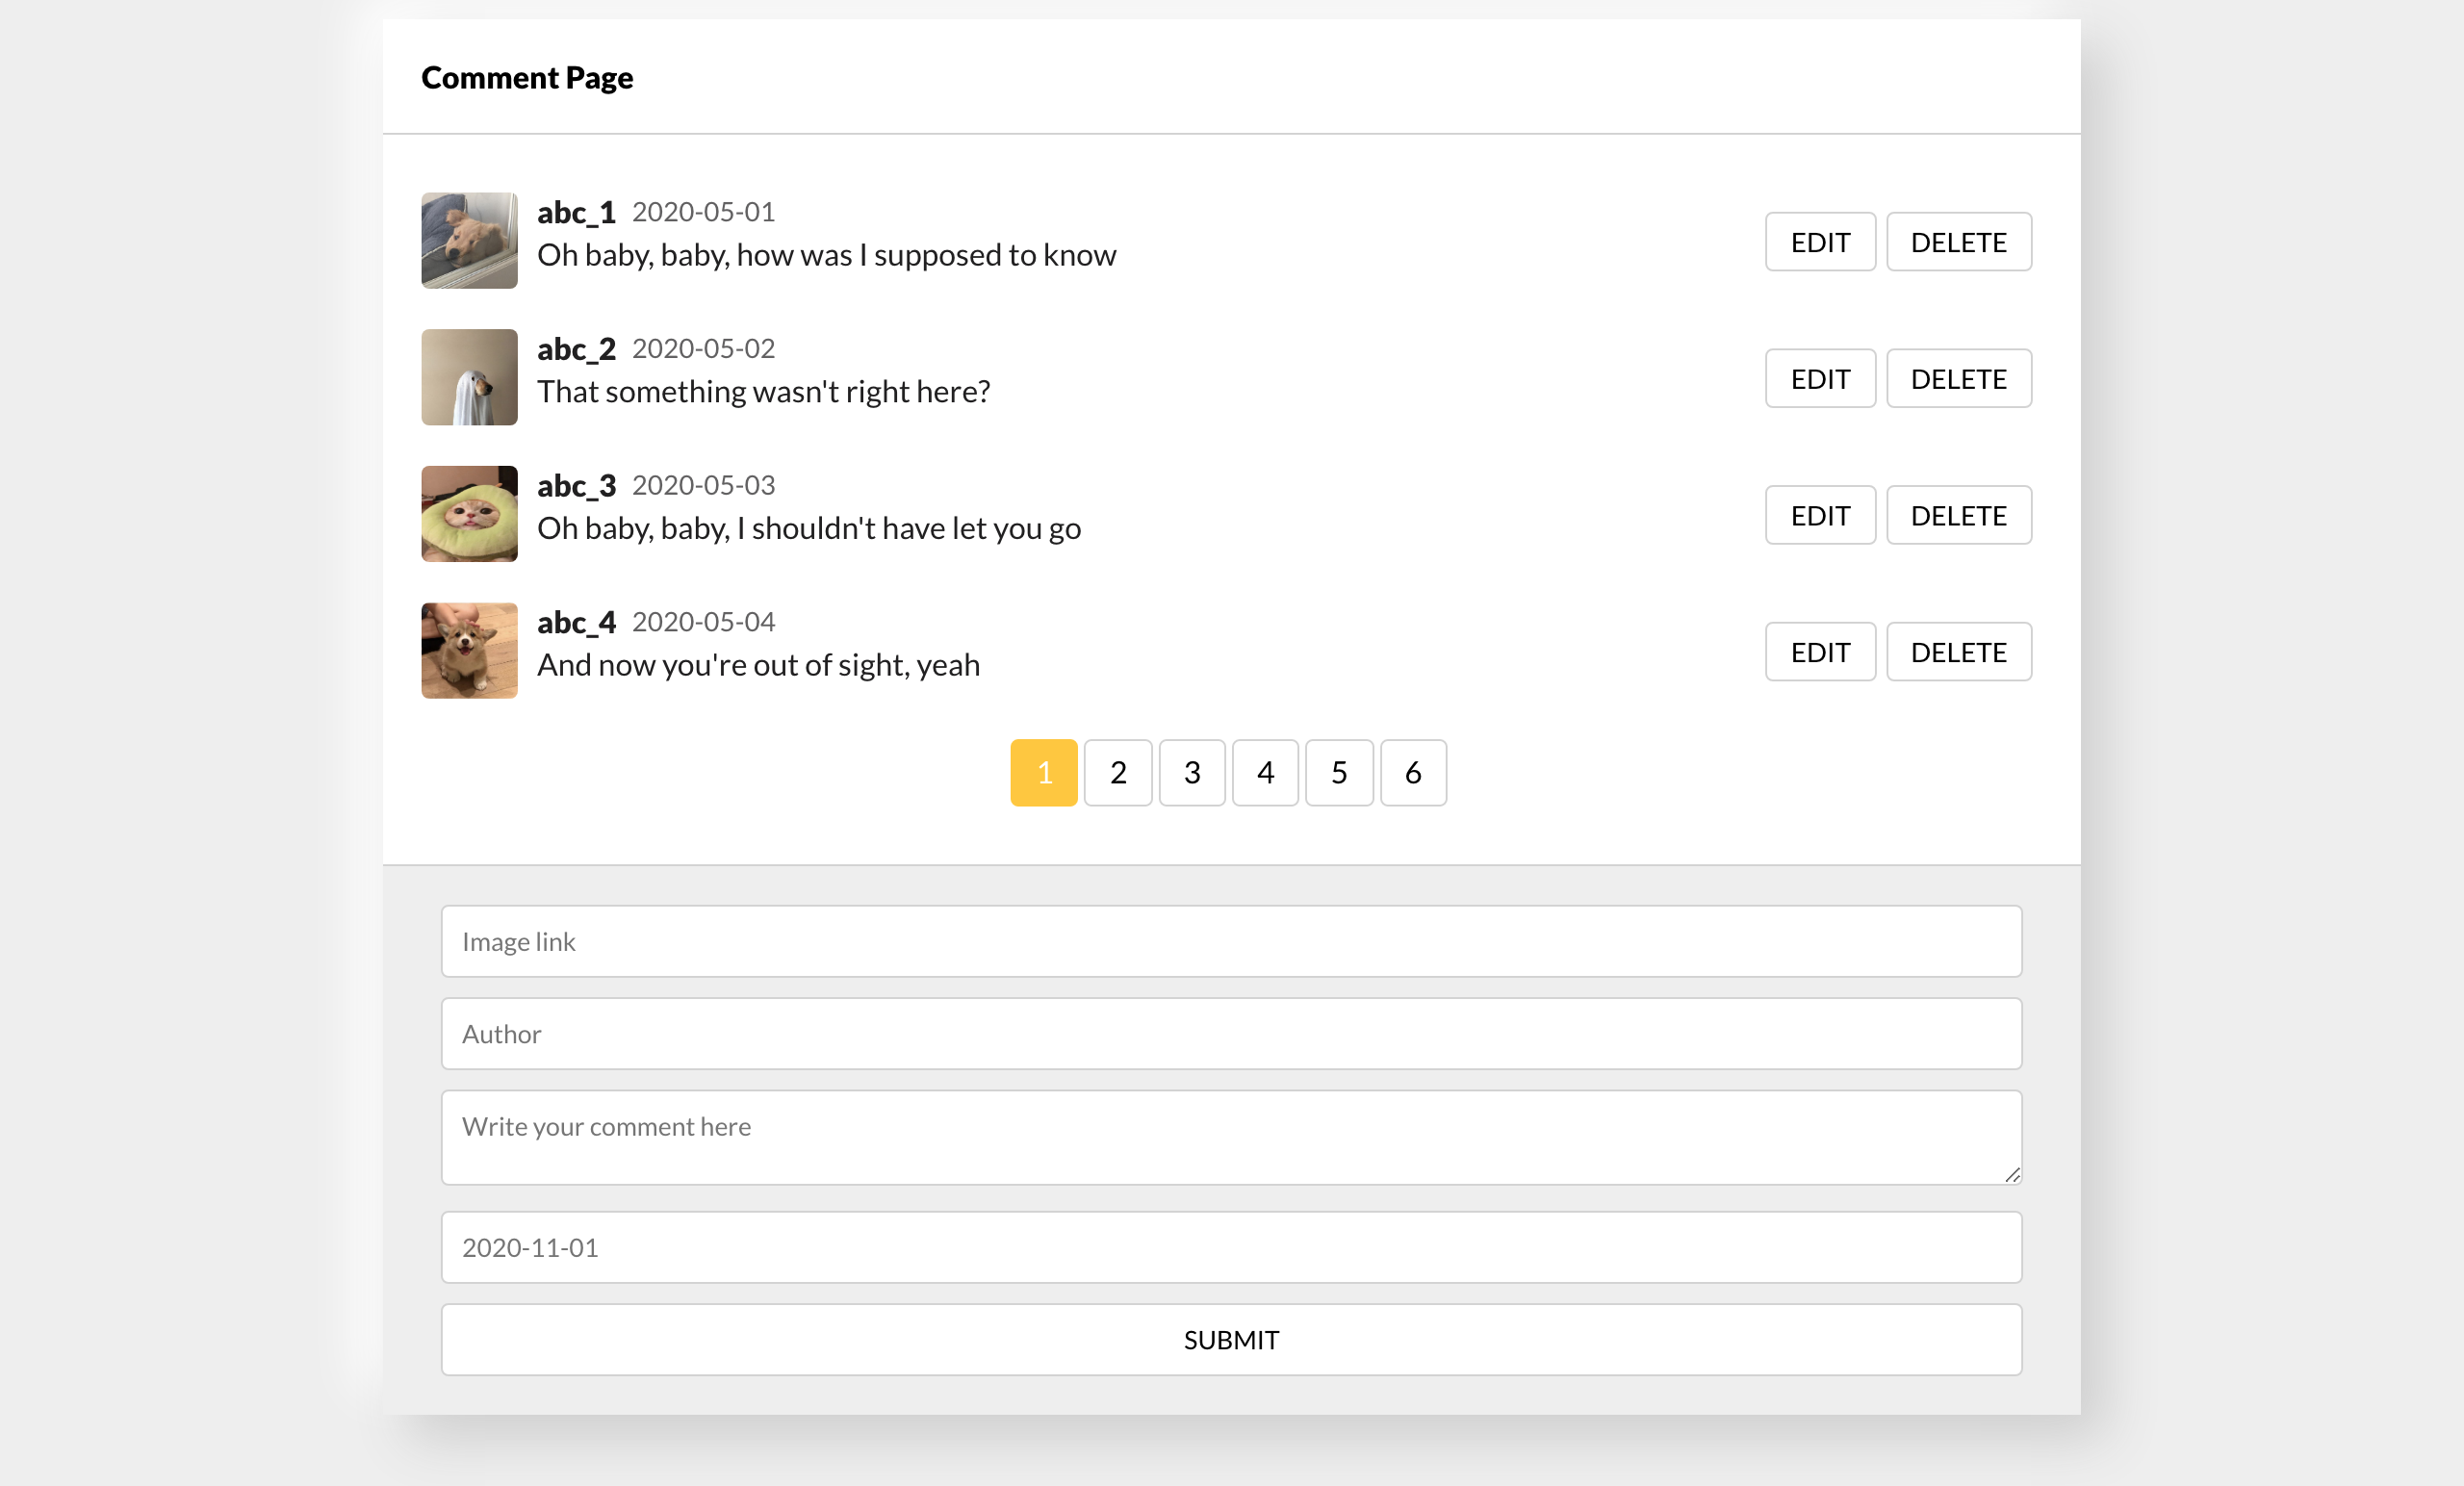 Comment Page
abc_1 2020-05-01
Oh baby, baby, how was I supposed to know
EDIT DELETE
abc_2 2020-05-02
That something wasn't right here?
EDIT DELETE
abc_3 2020-05-03
Oh baby, baby, I shouldn't have let you go
EDIT DELETE
abc_4 2020-05-04
And now you're out of sight, yeah
EDIT DELETE
1 2 3 4 5 6
Image link
Author
Write your comment here
2020-11-01
SUBMIT